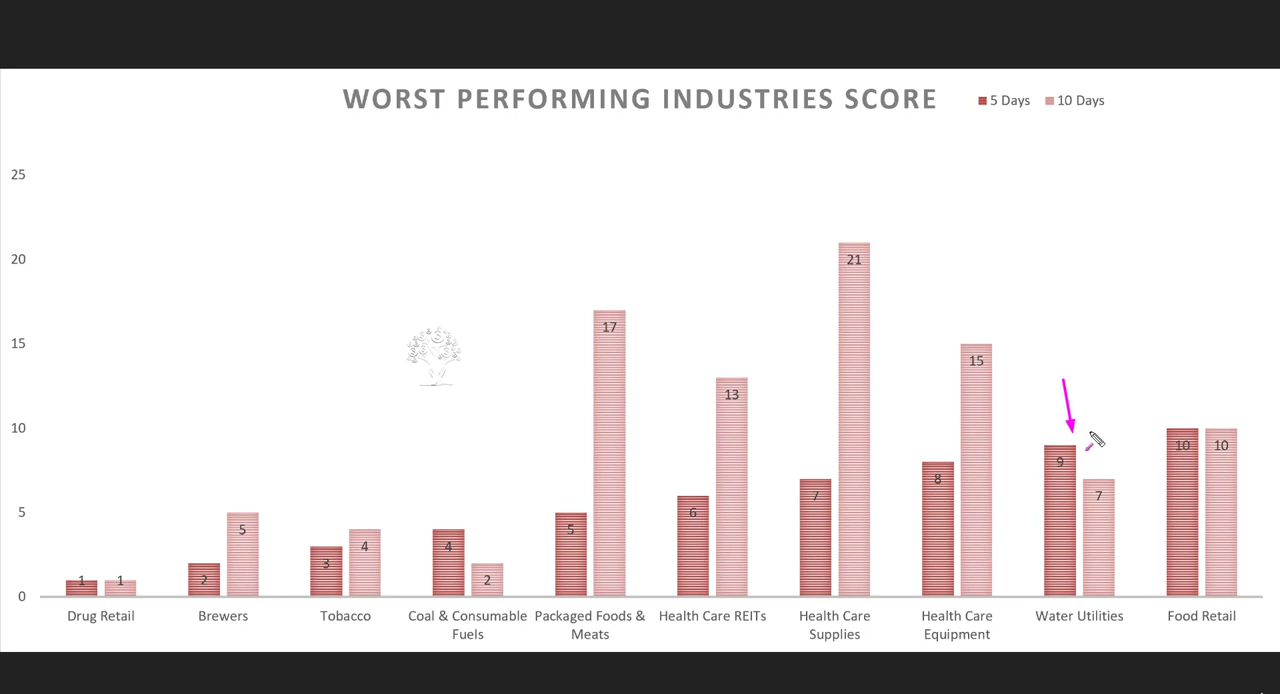 WORST PERFORMING INDUSTRIES SCORE
5 Days 10 Days
25
20
15
10
5
0
1 1
2 5
3 4
4 2
5 17
6 13
7 21
8 15
9 7
10 10
Drug Retail
Brewers
Tobacco
Coal & Consumable
Fuels
Packaged Foods &
Meats
Health Care REITs
Health Care
Supplies
Health Care
Equipment
Water Utilities
Food Retail